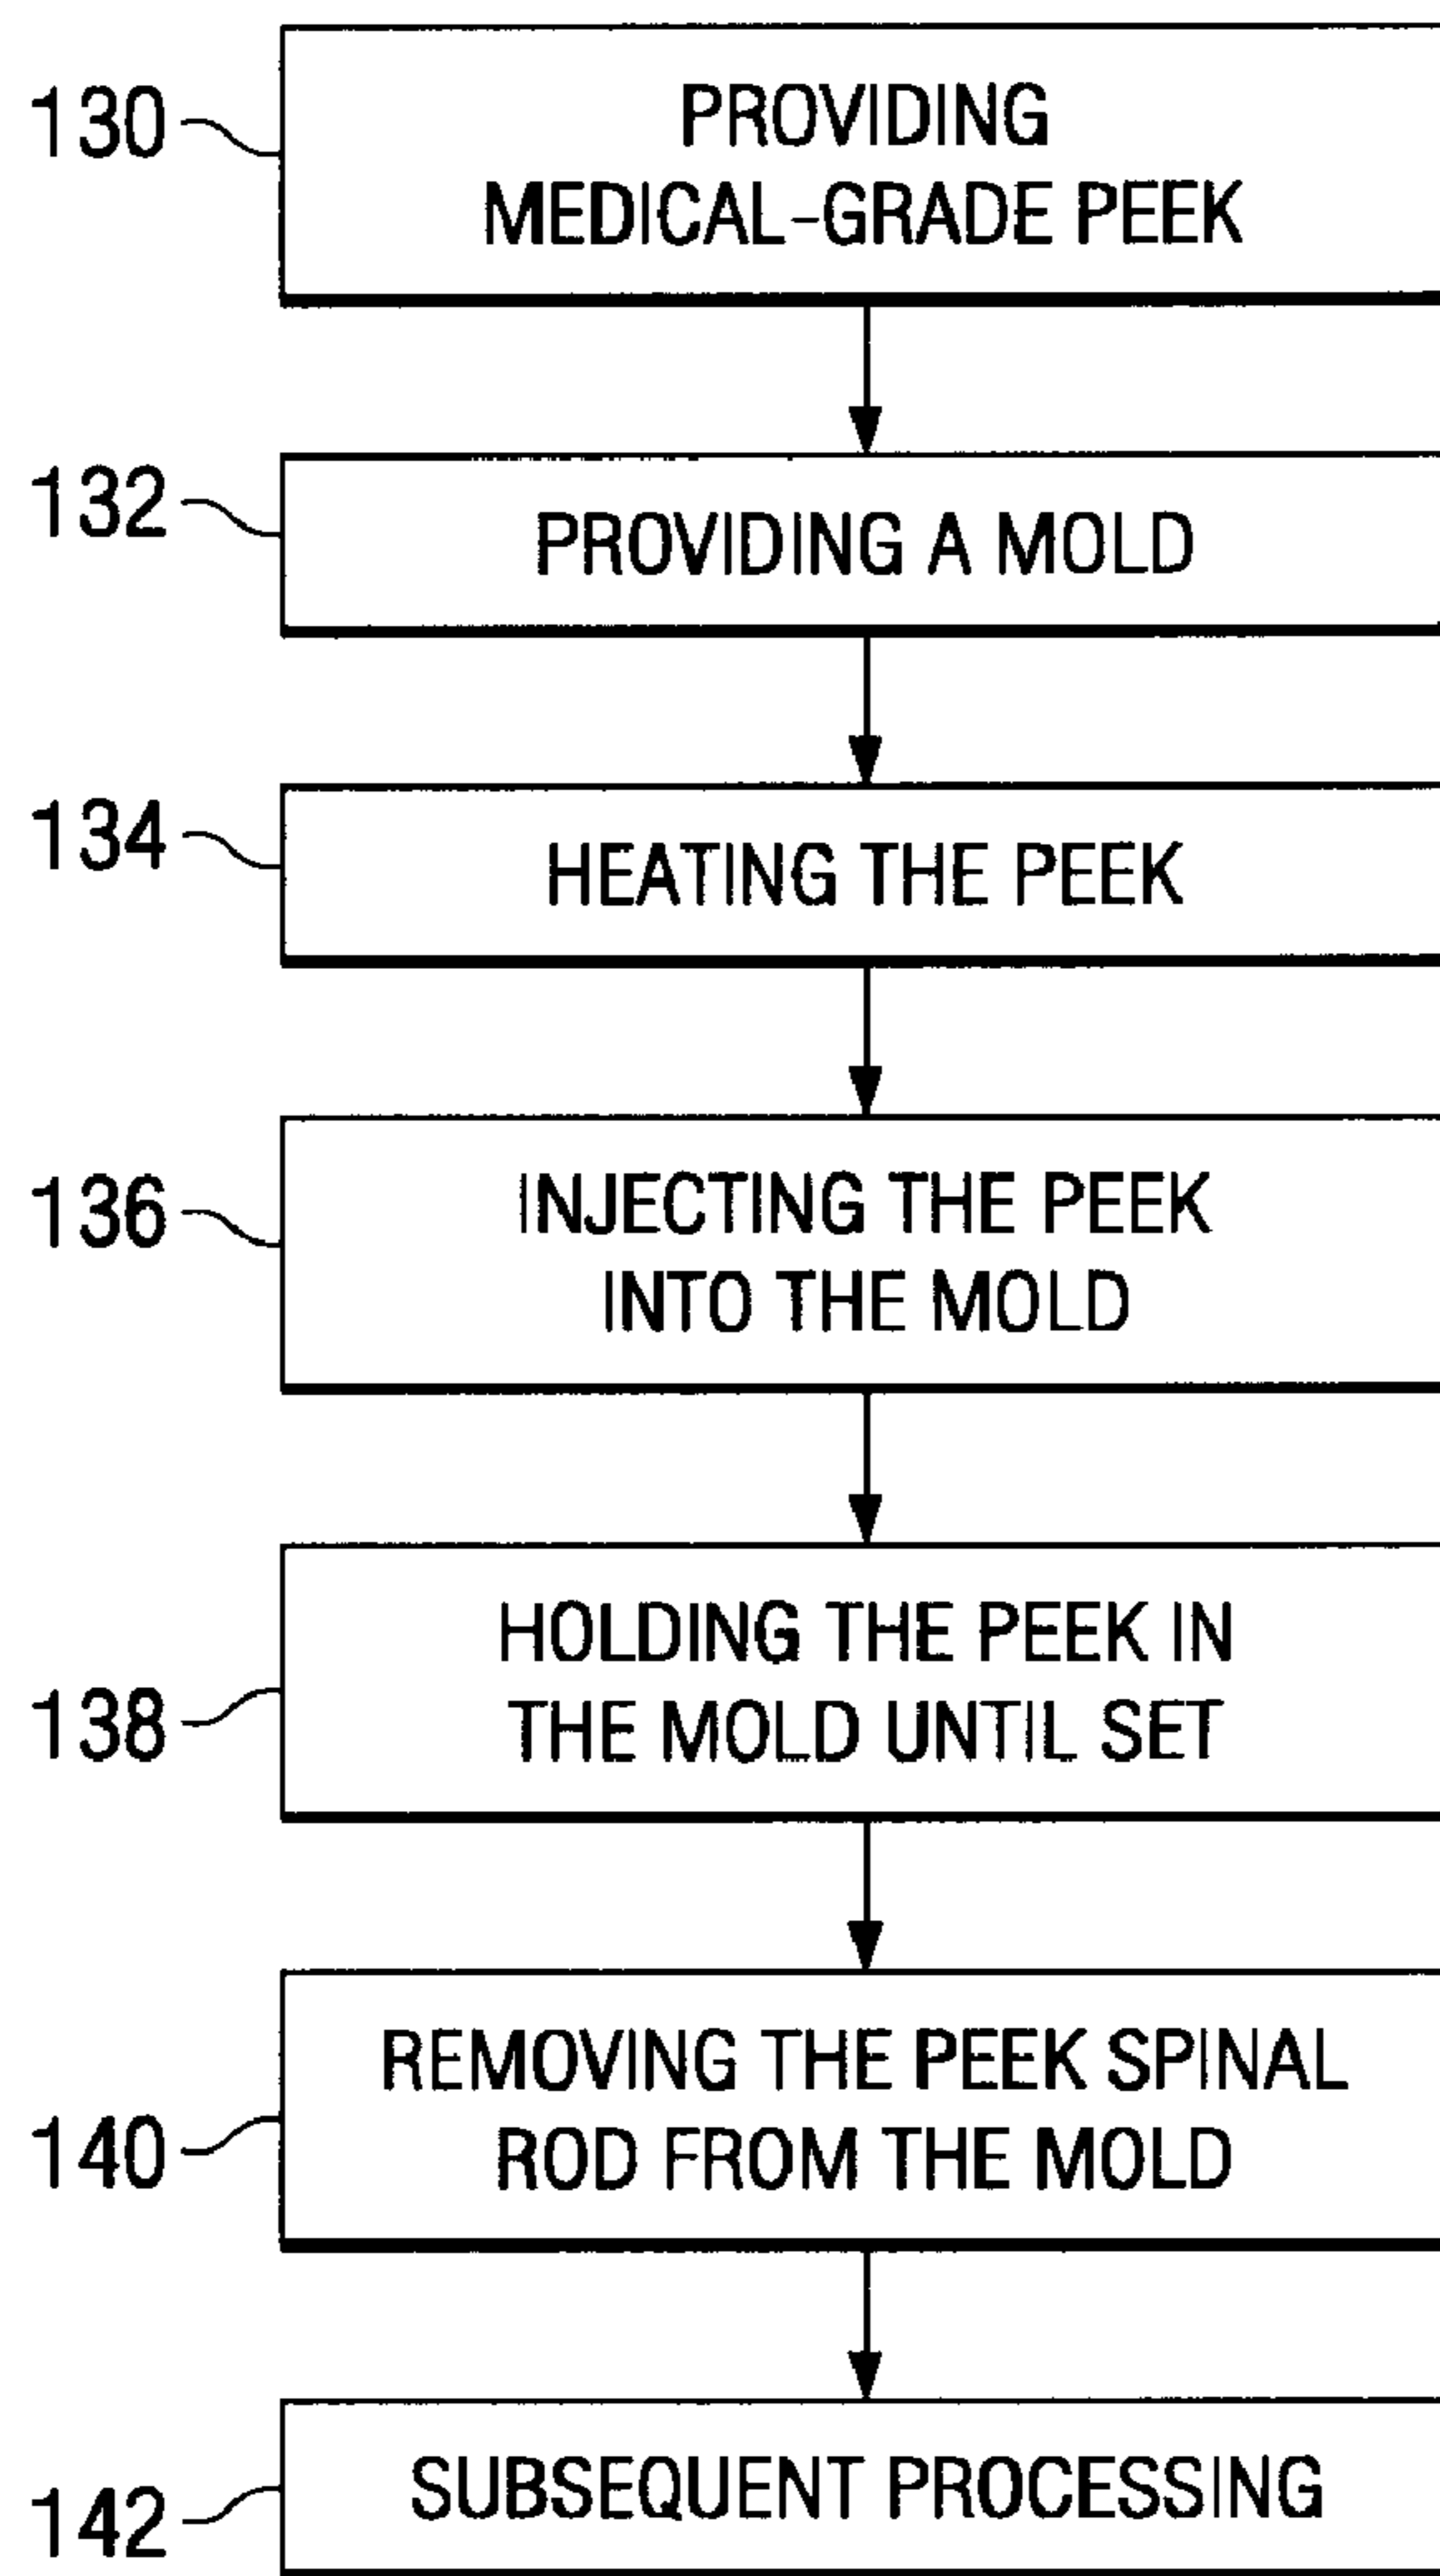 130
PROVIDING
MEDICAL-GRADE PEEK
132
PROVIDING A MOLD
134
HEATING THE PEEK
136
INJECTING THE PEEK
INTO THE MOLD
138
HOLDING THE PEEK IN
THE MOLD UNTIL SET
140
REMOVING THE PEEK SPINAL
ROD FROM THE MOLD
142
SUBSEQUENT PROCESSING